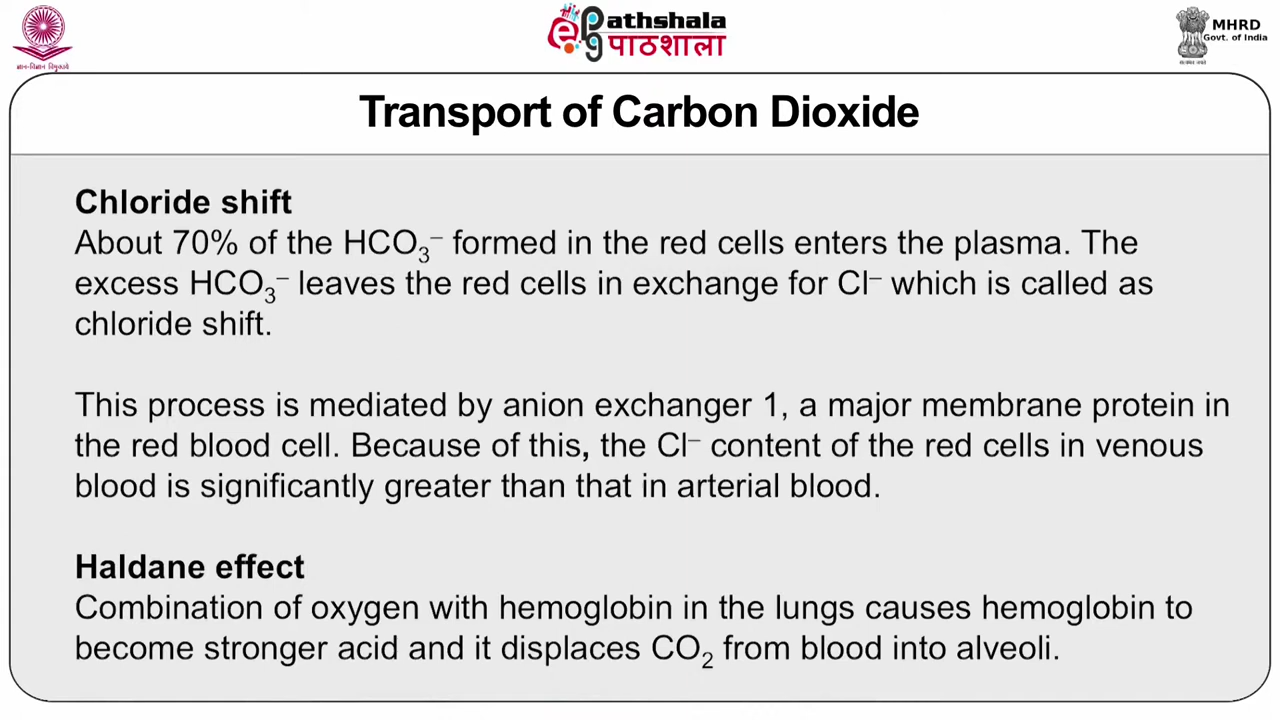 ePathshala
पाठशाला
MHRD
Govt. of India
ज्ञान-विज्ञान विमुक्तये
सत्यमेव जयते
Transport of Carbon Dioxide
Chloride shift
About 70% of the HCO₃⁻ formed in the red cells enters the plasma. The
excess HCO₃⁻ leaves the red cells in exchange for Cl⁻ which is called as
chloride shift.
This process is mediated by anion exchanger 1, a major membrane protein in
the red blood cell. Because of this, the Cl⁻ content of the red cells in venous
blood is significantly greater than that in arterial blood.
Haldane effect
Combination of oxygen with hemoglobin in the lungs causes hemoglobin to
become stronger acid and it displaces CO₂ from blood into alveoli.